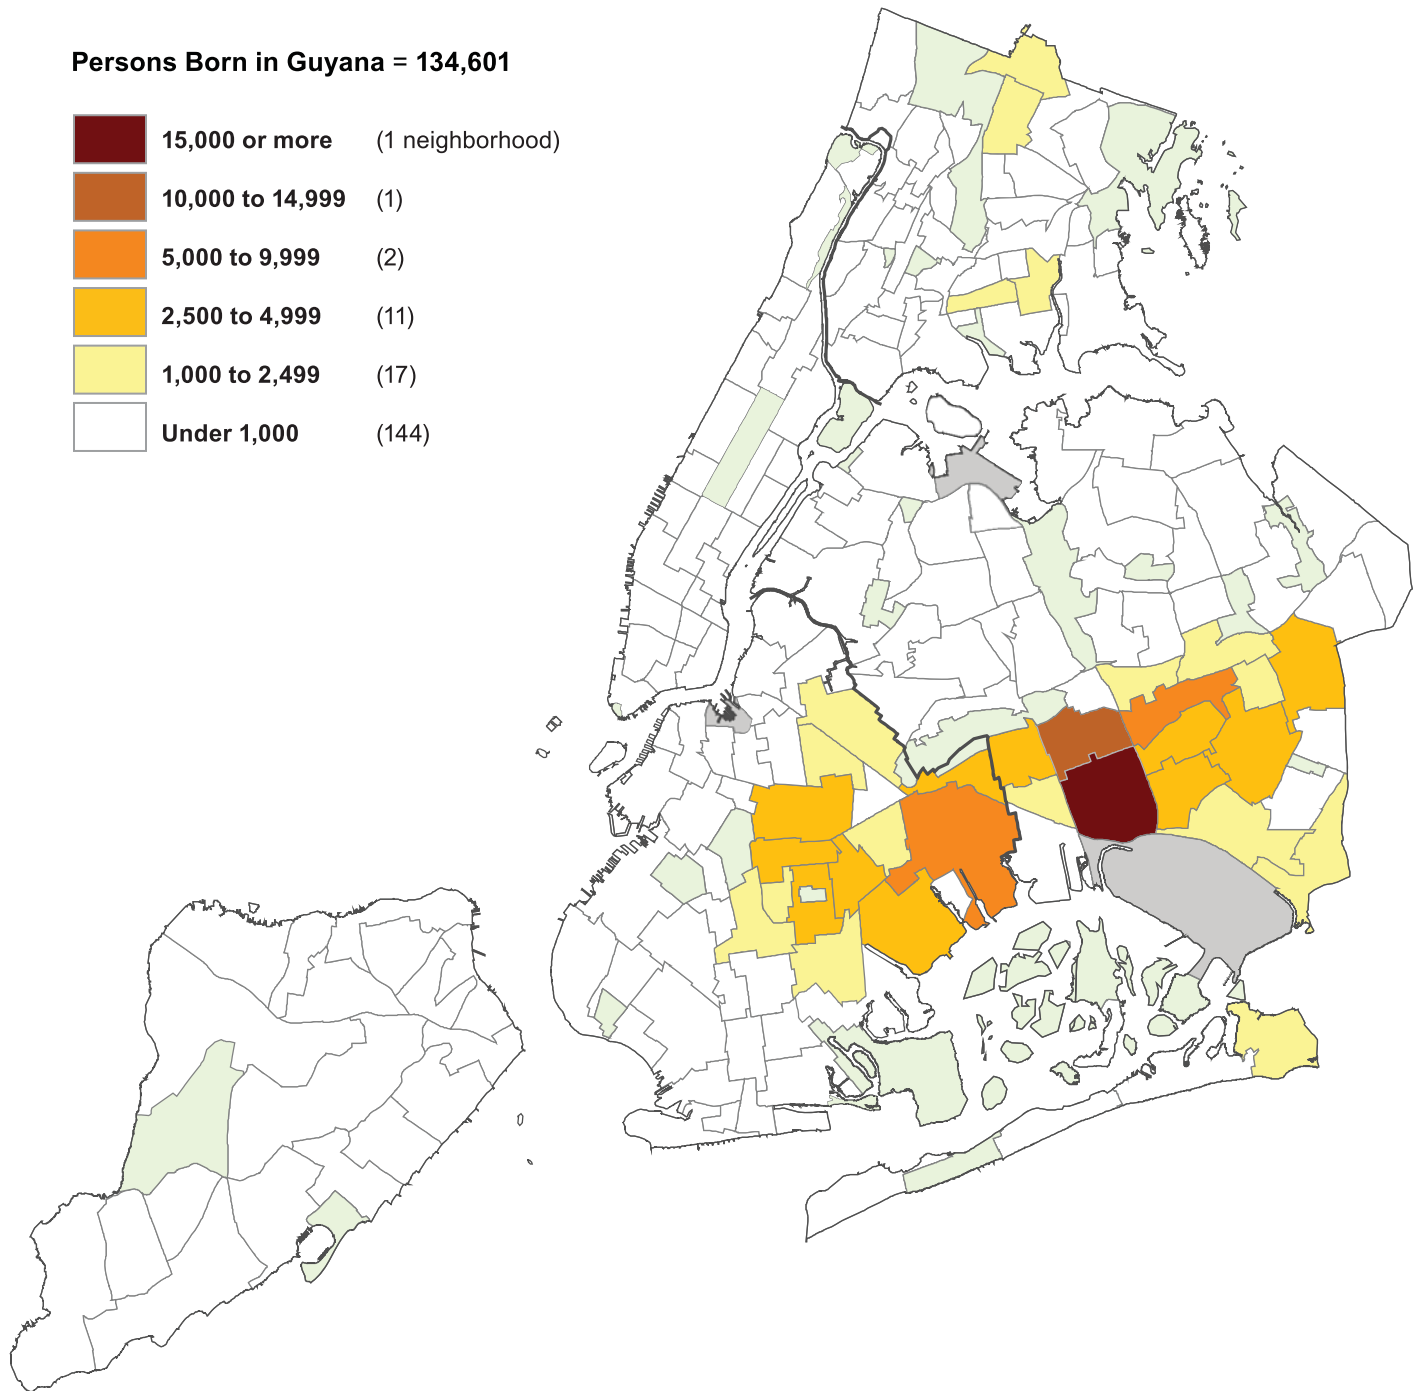 Persons Born in Guyana = 134,601
15,000 or more (1 neighborhood)
10,000 to 14,999 (1)
5,000 to 9,999 (2)
2,500 to 4,999 (11)
1,000 to 2,499 (17)
Under 1,000 (144)